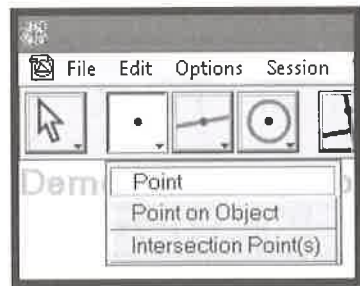 File Edit Options Session
Point
Point on Object
Intersection Point(s)